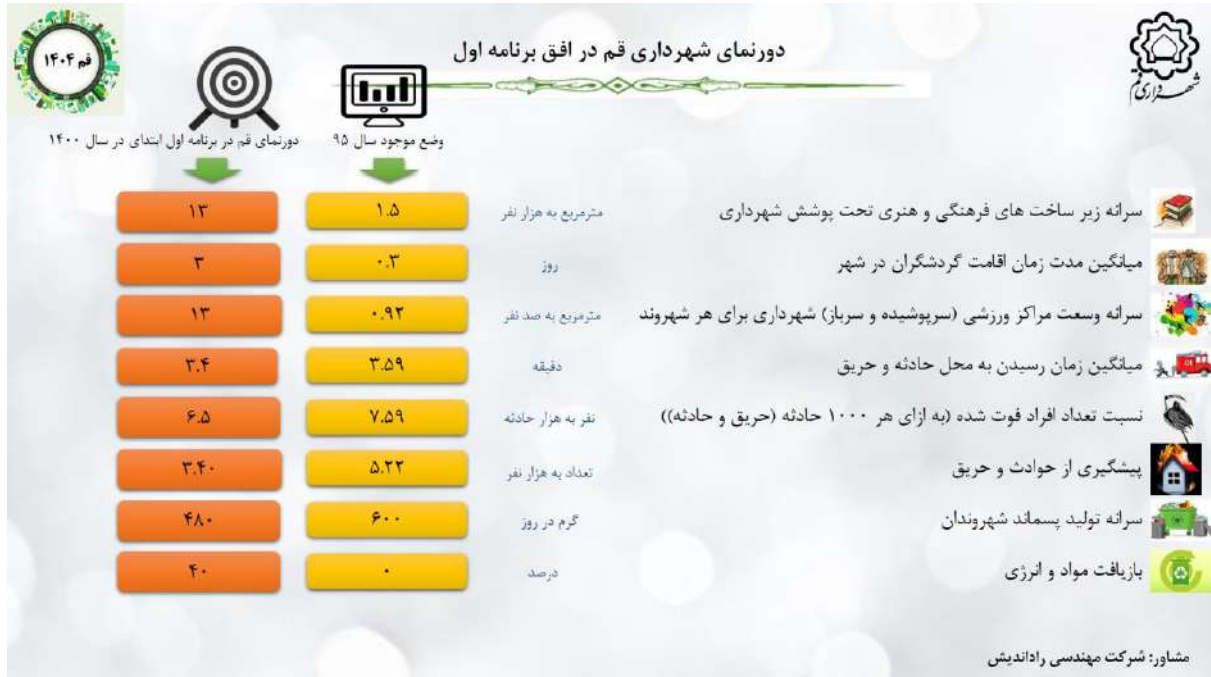 دورنمای شهرداری قم در افق برنامه اول
شهرداری قم
قم ۱۴۰۴
وضع موجود سال ۹۵
دورنمای قم در برنامه اول ابتدای در سال ۱۴۰۰
سرانه زیر ساخت های فرهنگی و هنری تحت پوشش شهرداری مترمربع به هزار نفر ۱.۵ ۱۳
میانگین مدت زمان اقامت گردشگران در شهر روز ۰.۳ ۳
سرانه وسعت مراکز ورزشی (سرپوشیده و سرباز) شهرداری برای هر شهروند مترمربع به صد نفر ۰.۹۲ ۱۳
میانگین زمان رسیدن به محل حادثه و حریق دقیقه ۳.۵۹ ۳.۴
نسبت تعداد افراد فوت شده (به ازای هر ۱۰۰۰ حادثه (حریق و حادثه)) نفر به هزار حادثه ۷.۵۹ ۶.۵
پیشگیری از حوادث و حریق تعداد به هزار نفر ۵.۲۲ ۳.۴۰
سرانه تولید پسماند شهروندان گرم در روز ۶۰۰ ۴۸۰
بازیافت مواد و انرژی درصد ۰ ۴۰
مشاور: شرکت مهندسی راداندیش